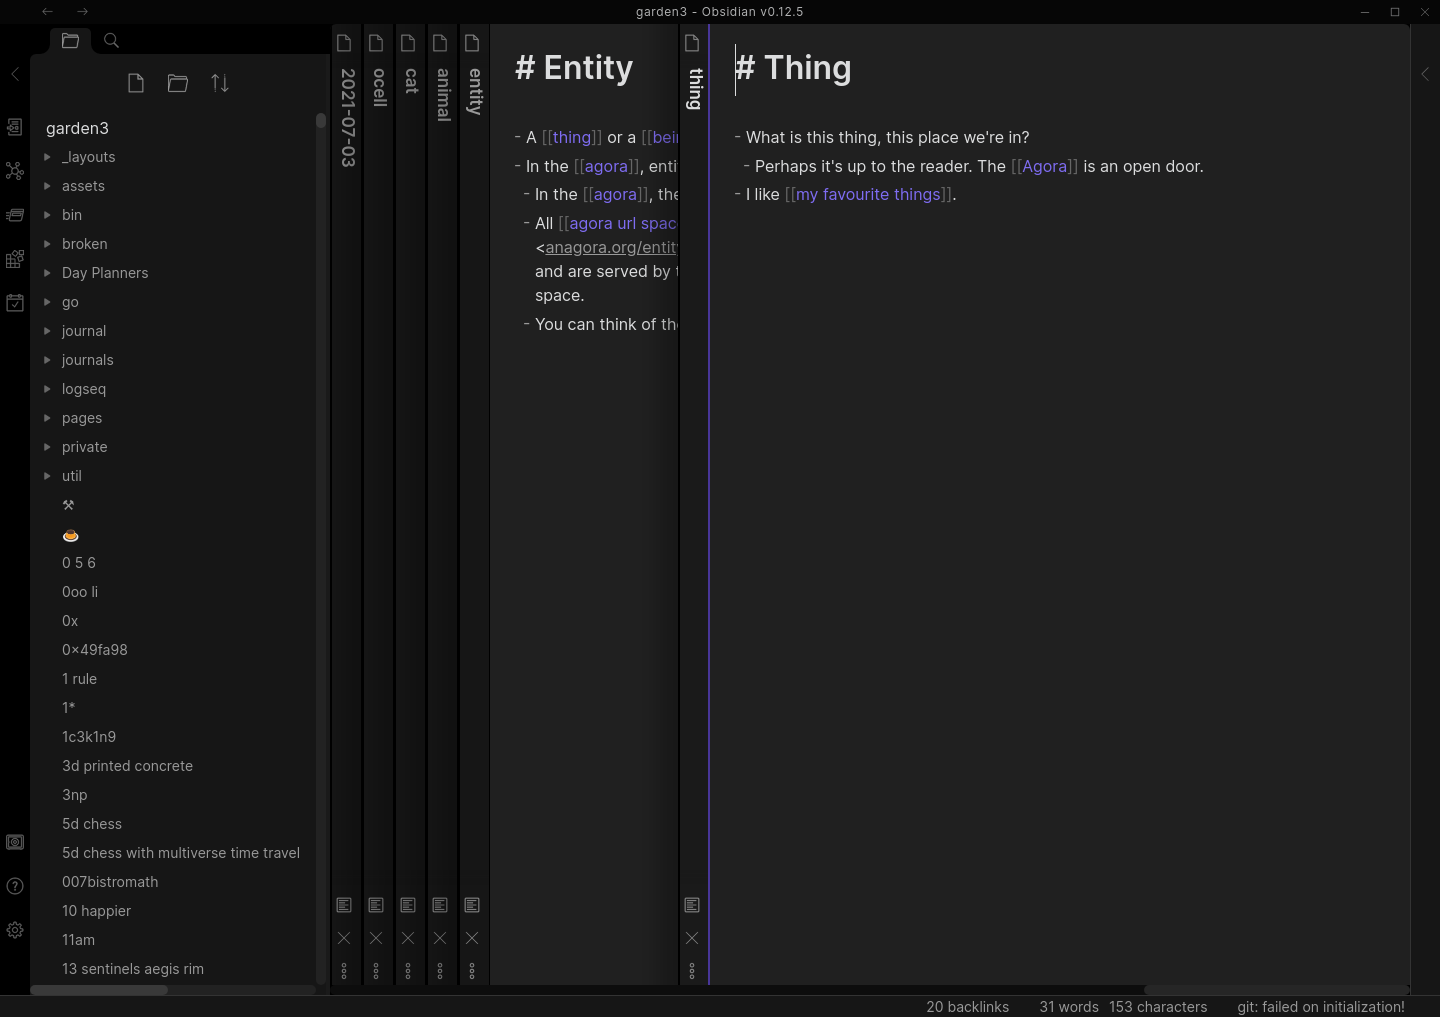 garden3 - Obsidian v0.12.5
garden3
_layouts
assets
bin
broken
Day Planners
go
journal
journals
logseq
pages
private
util
⚒
🍮
0 5 6
0oo li
0x
0x49fa98
1 rule
1*
1c3k1n9
3d printed concrete
3np
5d chess
5d chess with multiverse time travel
007bistromath
10 happier
11am
13 sentinels aegis rim
2021-07-03
ocell
cat
animal
entity
# Entity
- A [[thing]] or a [[bei
- In the [[agora]], enti
- In the [[agora]], the
- All [[agora url spac
<anagora.org/entity
and are served by t
space.
- You can think of the
thing
# Thing
- What is this thing, this place we're in?
- Perhaps it's up to the reader. The [[Agora]] is an open door.
- I like [[my favourite things]].
20 backlinks 31 words 153 characters git: failed on initialization!